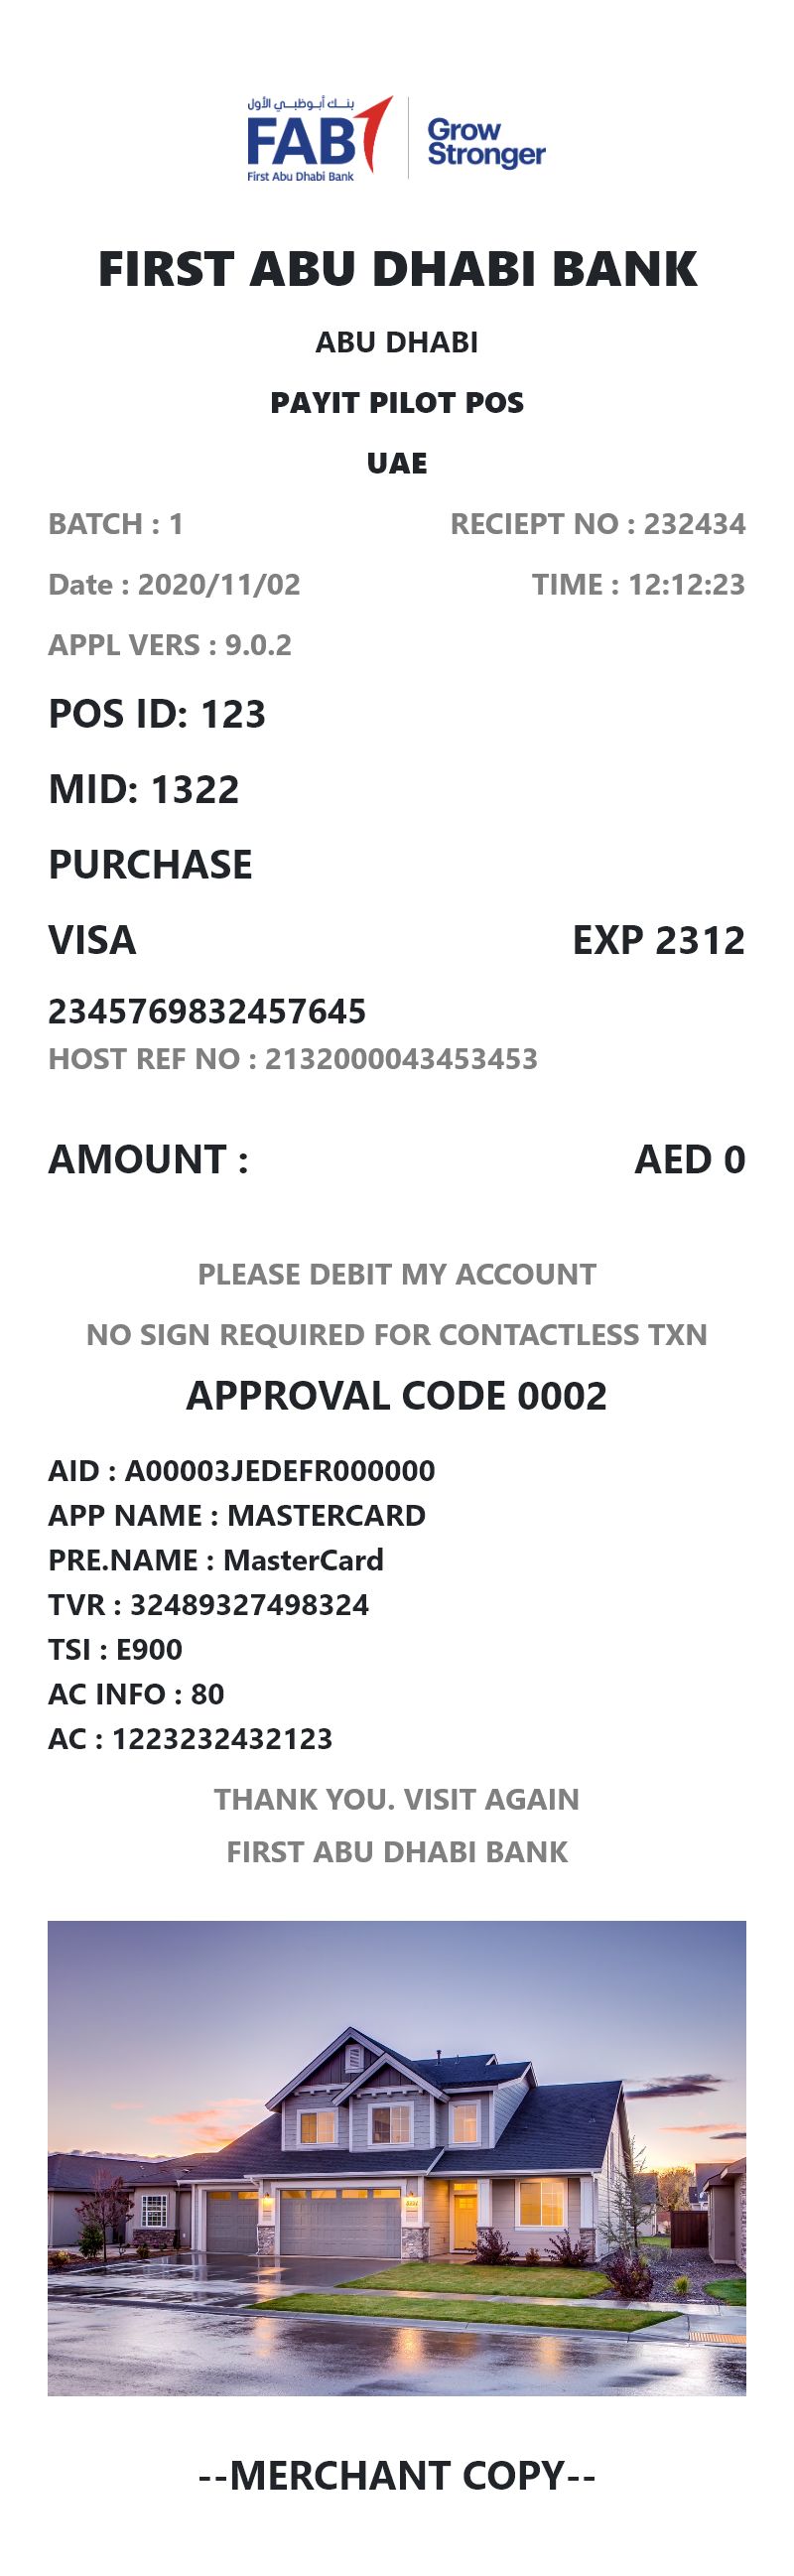 بنك أبوظبي الأول
FAB
First Abu Dhabi Bank
Grow
Stronger
FIRST ABU DHABI BANK
ABU DHABI
PAYIT PILOT POS
UAE
BATCH : 1 RECIEPT NO : 232434
Date : 2020/11/02 TIME : 12:12:23
APPL VERS : 9.0.2
POS ID: 123
MID: 1322
PURCHASE
VISA EXP 2312
2345769832457645
HOST REF NO : 2132000043453453
AMOUNT : AED 0
PLEASE DEBIT MY ACCOUNT
NO SIGN REQUIRED FOR CONTACTLESS TXN
APPROVAL CODE 0002
AID : A00003JEDEFR000000
APP NAME : MASTERCARD
PRE.NAME : MasterCard
TVR : 32489327498324
TSI : E900
AC INFO : 80
AC : 1223232432123
THANK YOU. VISIT AGAIN
FIRST ABU DHABI BANK
--MERCHANT COPY--